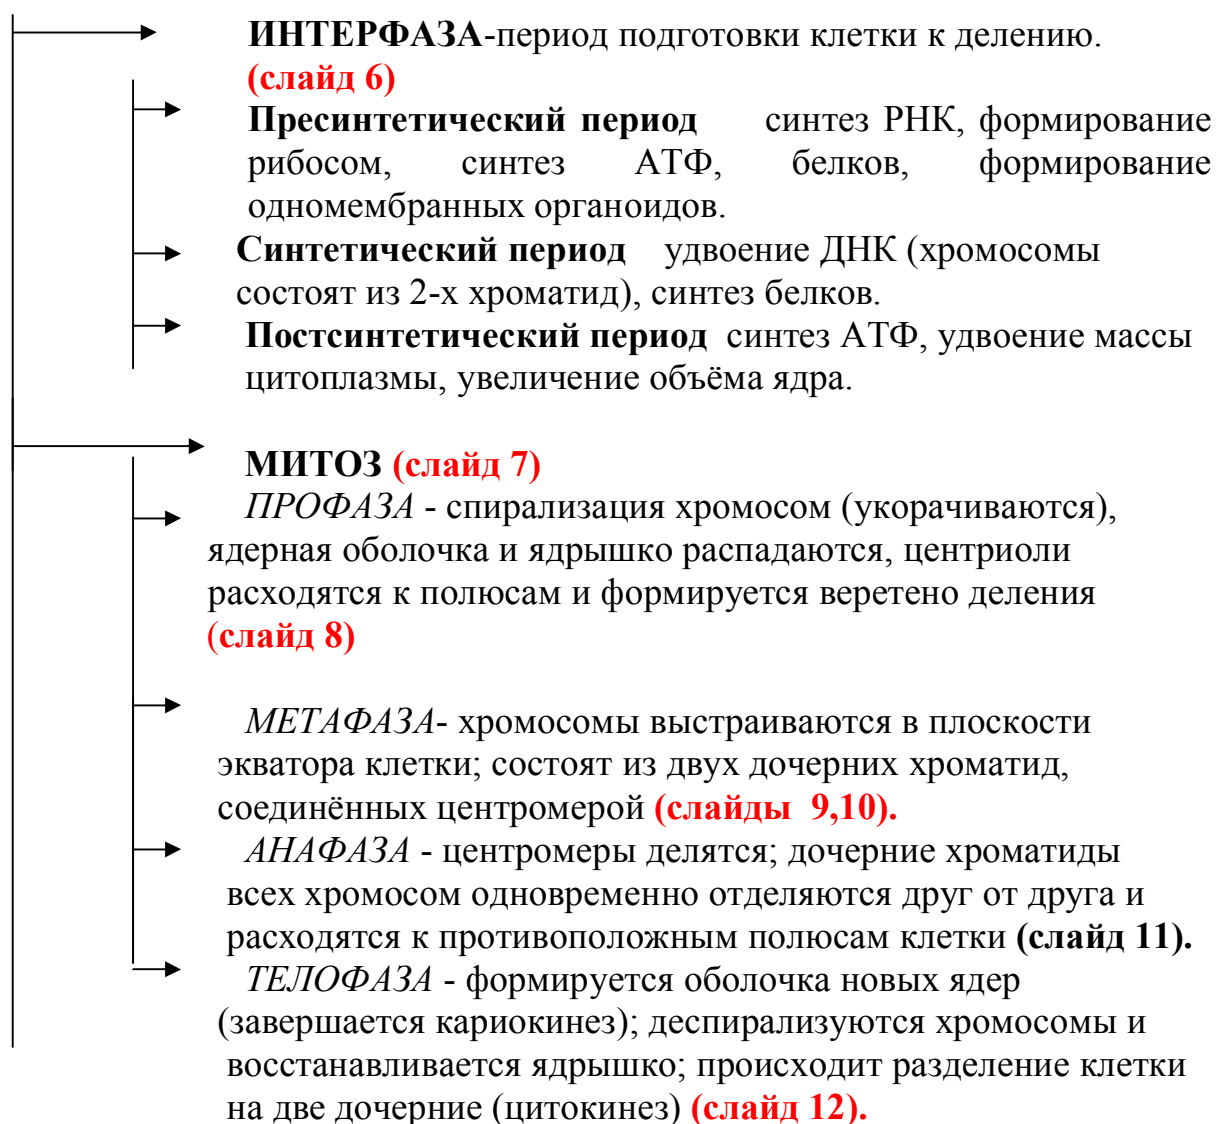 ИНТЕРФАЗА-период подготовки клетки к делению.
(слайд 6)
Пресинтетический период синтез РНК, формирование
рибосом, синтез АТФ, белков, формирование
одномембранных органоидов.
Синтетический период удвоение ДНК (хромосомы
состоят из 2-х хроматид), синтез белков.
Постсинтетический период синтез АТФ, удвоение массы
цитоплазмы, увеличение объёма ядра.
МИТОЗ (слайд 7)
ПРОФАЗА - спирализация хромосом (укорачиваются),
ядерная оболочка и ядрышко распадаются, центриоли
расходятся к полюсам и формируется веретено деления
(слайд 8)
МЕТАФАЗА- хромосомы выстраиваются в плоскости
экватора клетки; состоят из двух дочерних хроматид,
соединённых центромерой (слайды 9,10).
АНАФАЗА - центромеры делятся; дочерние хроматиды
всех хромосом одновременно отделяются друг от друга и
расходятся к противоположным полюсам клетки (слайд 11).
ТЕЛОФАЗА - формируется оболочка новых ядер
(завершается кариокинез); деспирализуются хромосомы и
восстанавливается ядрышко; происходит разделение клетки
на две дочерние (цитокинез) (слайд 12).